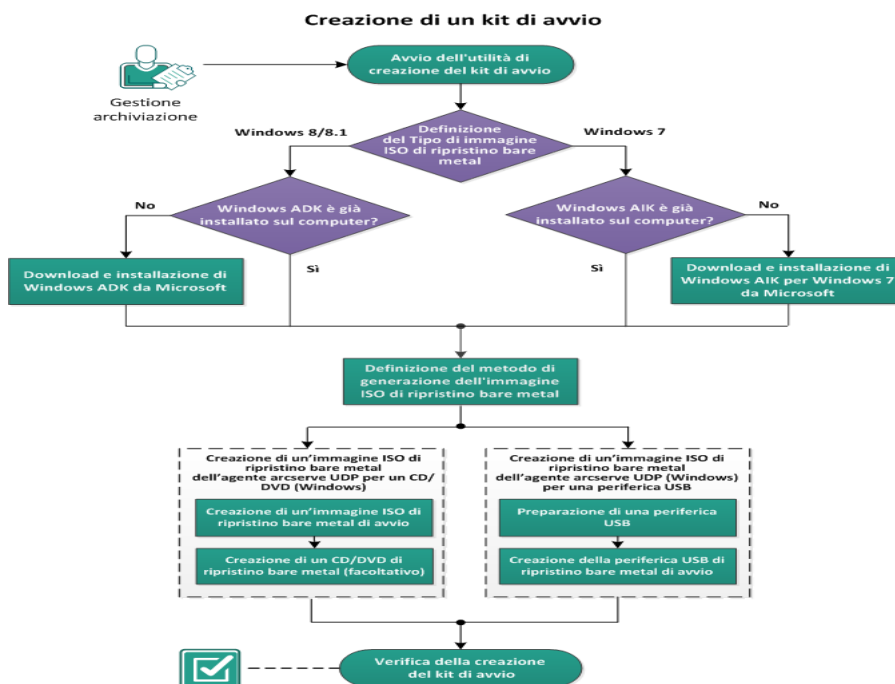 Creazione di un kit di avvio
Avvio dell'utilità di
creazione del kit di avvio
Gestione
archiviazione
Windows 8/8.1
Definizione
del Tipo di immagine
ISO di ripristino bare
metal
Windows 7
No
Windows ADK è già
installato sul computer?
Windows AIK è già
installato sul computer?
No
Download e installazione di
Windows ADK da Microsoft
Sì
Sì
Download e installazione di
Windows AIK per Windows 7
da Microsoft
Definizione del metodo di
generazione dell'immagine
ISO di ripristino bare metal
Creazione di un'immagine ISO di
ripristino bare metal
dell'agente arcserve UDP per un CD/
DVD (Windows)
Creazione di un'immagine ISO di
ripristino bare metal di avvio
Creazione di un CD/DVD di
ripristino bare metal (facoltativo)
Creazione di un'immagine ISO di
ripristino bare metal
dell'agente arcserve UDP (Windows)
per una periferica USB
Preparazione di una periferica
USB
Creazione della periferica USB di
ripristino bare metal di avvio
Verifica della creazione
del kit di avvio